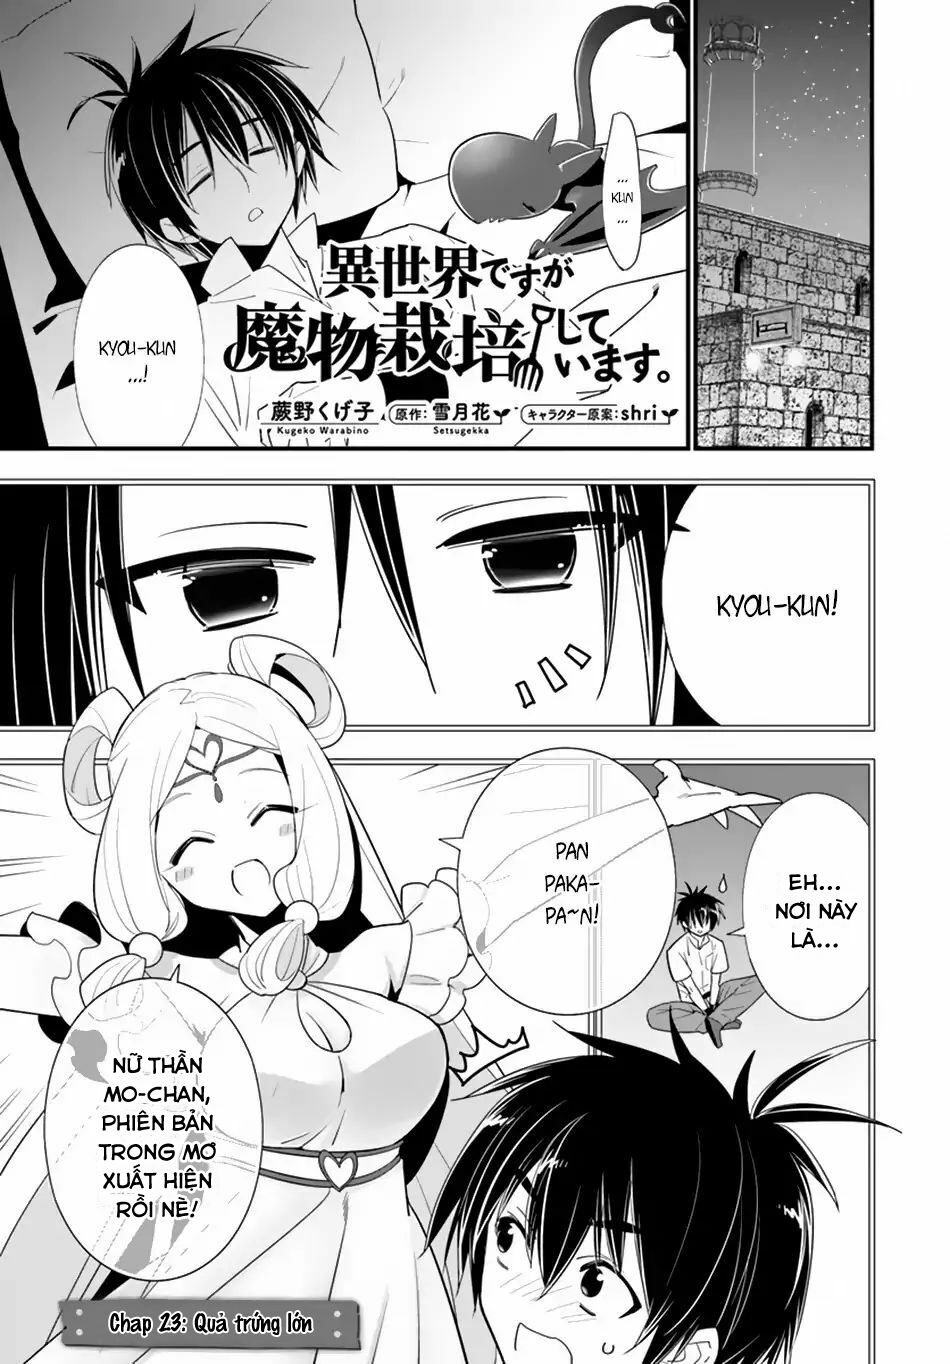 ...
KUN
...
KYOU-KUN
...!
異世界ですが
魔物栽培して
います。
蕨野くげ子
Kugeko Warabino
原作:雪月花
Setsugekka
キャラクター原案:shri
KYOU-KUN!
EH...
NƠI NÀY
LÀ...
PAN
PAKA-
PA~N!
NỮ THẦN
MO-CHAN,
PHIÊN BẢN
TRONG MƠ
XUẤT HIỆN
RỒI NÈ!
Chap 23: Quả trứng lớn